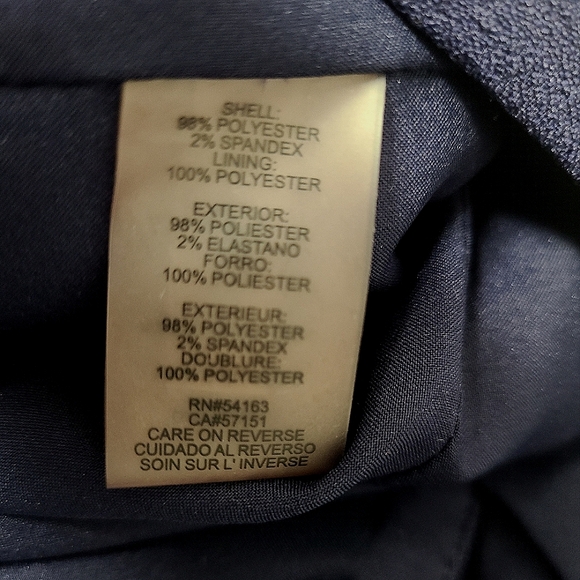 SHELL:
98% POLYESTER
2% SPANDEX
LINING:
100% POLYESTER
EXTERIOR:
98% POLIESTER
2% ELASTANO
FORRO:
100% POLIESTER
EXTERIEUR:
98% POLYESTER
2% SPANDEX
DOUBLURE:
100% POLYESTER
RN#54163
CA#57151
CARE ON REVERSE
CUIDADO AL REVERSO
SOIN SUR L' INVERSE